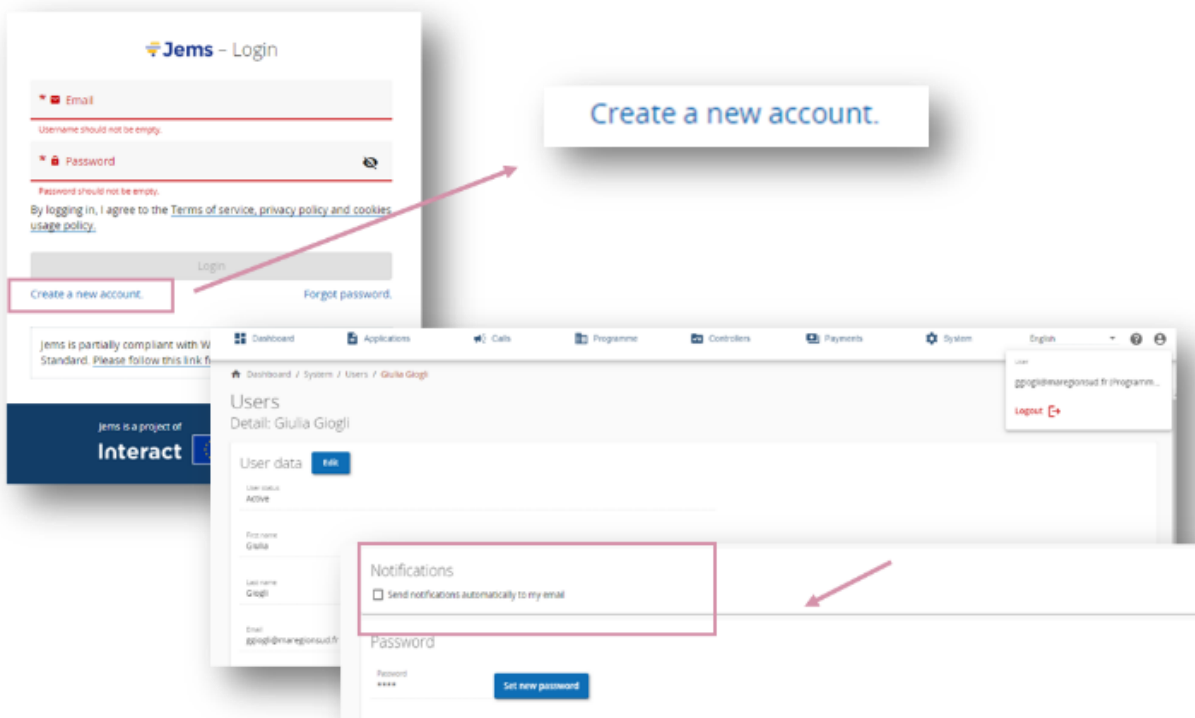 Jems – Login
* Email
Username should not be empty.
* Password
Password should not be empty.
By logging in, I agree to the Terms of service, privacy policy and cookies
usage policy.
Login
Create a new account.
Forgot password.
Jems is partially compliant with W
Standard. Please follow this link f
Jems is a project of
Interact
Create a new account.
Dashboard
Applications
Calls
Programme
Controllers
Payments
System
English
User
ggiogli@maregionsud.fr (Programm...
Logout
Dashboard / System / Users / Giulia Giogli
Users
Detail: Giulia Giogli
User data
Edit
User status
Active
First name
Giulia
Last name
Giogli
Email
ggiogli@maregionsud.fr
Notifications
Send notifications automatically to my email
Password
Password
****
Set new password